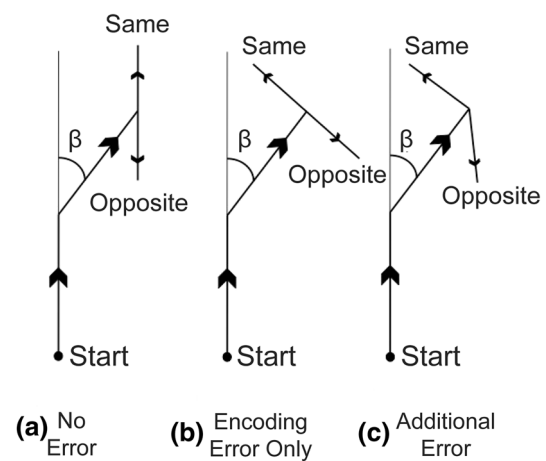 Same
β
Opposite
Start
(a) No
Error
Same
β
Opposite
Start
(b) Encoding
Error Only
Same
β
Opposite
Start
(c) Additional
Error